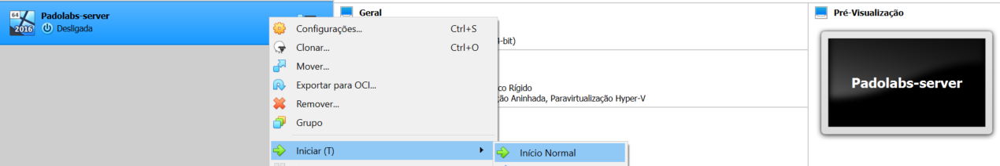 64
2016
Padolabs-server
Desligada
Configurações... Ctrl+S
Clonar... Ctrl+O
Mover...
Exportar para OCI...
Remover...
Grupo
Iniciar (T)
Início Normal
Geral
-bit)
co Rígido
ção Aninhada, Paravirtualização Hyper-V
Pré-Visualização
Padolabs-server